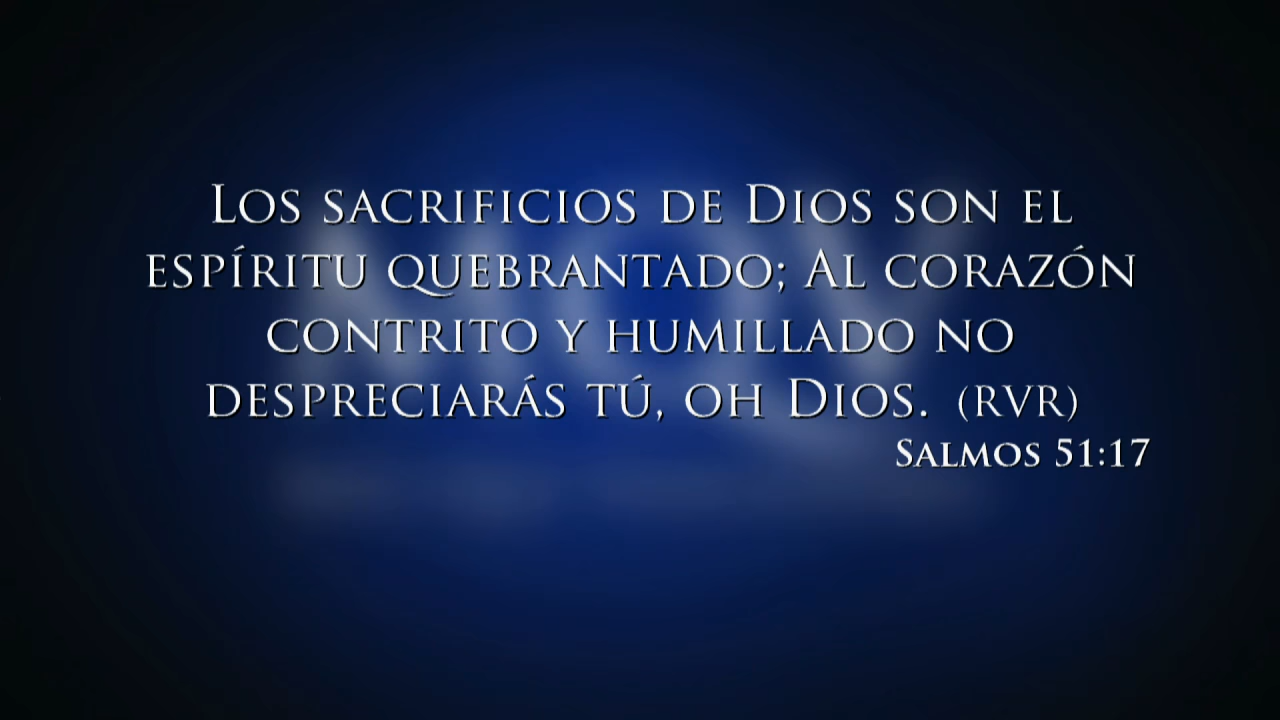 Los sacrificios de Dios son el
espíritu quebrantado; Al corazón
contrito y humillado no
despreciarás tú, oh Dios. (RVR)
Salmos 51:17